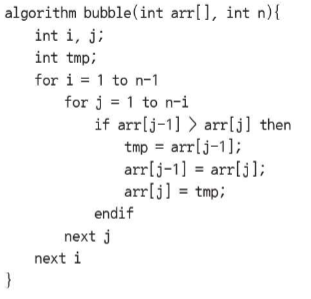 algorithm bubble(int arr[], int n){
    int i, j;
    int tmp;
    for i = 1 to n-1
        for j = 1 to n-i
            if arr[j-1] > arr[j] then
                tmp = arr[j-1];
                arr[j-1] = arr[j];
                arr[j] = tmp;
            endif
        next j
    next i
}